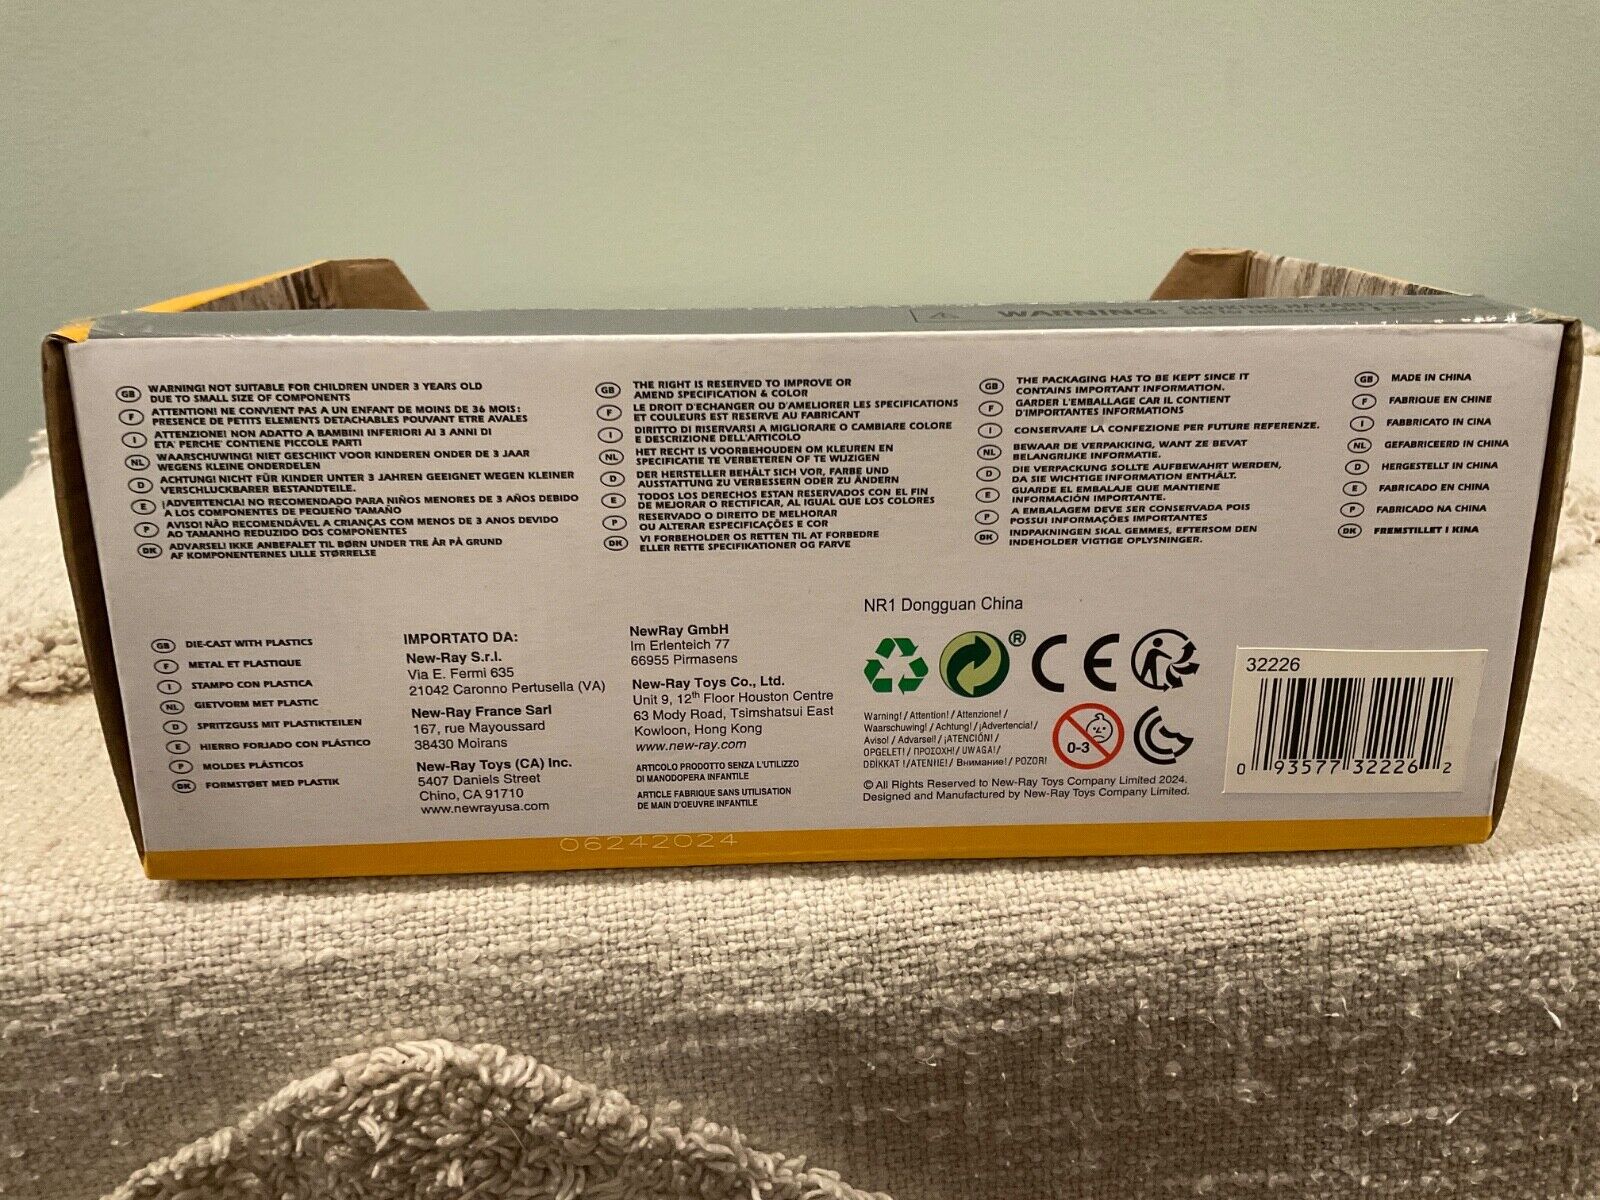 WARNING:
GB WARNING! NOT SUITABLE FOR CHILDREN UNDER 3 YEARS OLD
DUE TO SMALL SIZE OF COMPONENTS
F ATTENTION! NE CONVIENT PAS A UN ENFANT DE MOINS DE 36 MOIS :
PRESENCE DE PETITS ELEMENTS DETACHABLES POUVANT ETRE AVALES
I ATTENZIONE! NON ADATTO A BAMBINI INFERIORI AI 3 ANNI DI
ETA' PERCHE' CONTIENE PICCOLE PARTI
NL WAARSCHUWING! NIET GESCHIKT VOOR KINDEREN ONDER DE 3 JAAR
WEGENS KLEINE ONDERDELEN
D ACHTUNG! NICHT FÜR KINDER UNTER 3 JAHREN GEEIGNET WEGEN KLEINER
VERSCHLUCKBARER BESTANDTEILE.
E ¡ADVERTENCIA! NO RECOMENDADO PARA NIÑOS MENORES DE 3 AÑOS DEBIDO
A LOS COMPONENTES DE PEQUEÑO TAMAÑO
P AVISO! NÃO RECOMENDÁVEL A CRIANÇAS COM MENOS DE 3 ANOS DEVIDO
AO TAMANHO REDUZIDO DOS COMPONENTES
DK ADVARSEL! IKKE ANBEFALET TIL BØRN UNDER TRE ÅR PÅ GRUND
AF KOMPONENTERNES LILLE STØRRELSE
GB THE RIGHT IS RESERVED TO IMPROVE OR
AMEND SPECIFICATION & COLOR
F LE DROIT D'ECHANGER OU D'AMELIORER LES SPECIFICATIONS
ET COULEURS EST RESERVE AU FABRICANT
I DIRITTO DI RISERVARSI A MIGLIORARE O CAMBIARE COLORE
E DESCRIZIONE DELL'ARTICOLO
NL HET RECHT IS VOORBEHOUDEN OM KLEUREN EN
SPECIFICATIE TE VERBETEREN OF TE WIJZIGEN
D DER HERSTELLER BEHÄLT SICH VOR, FARBE UND
AUSSTATTUNG ZU VERBESSERN ODER ZU ÄNDERN
E TODOS LOS DERECHOS ESTAN RESERVADOS CON EL FIN
DE MEJORAR O RECTIFICAR, AL IGUAL QUE LOS COLORES
P RESERVADO O DIREITO DE MELHORAR
OU ALTERAR ESPECIFICAÇÕES E COR
DK VI FORBEHOLDER OS RETTEN TIL AT FORBEDRE
ELLER RETTE SPECIFIKATIONER OG FARVE
GB THE PACKAGING HAS TO BE KEPT SINCE IT
CONTAINS IMPORTANT INFORMATION.
F GARDER L'EMBALLAGE CAR IL CONTIENT
D'IMPORTANTES INFORMATIONS
I CONSERVARE LA CONFEZIONE PER FUTURE REFERENZE.
NL BEWAAR DE VERPAKKING, WANT ZE BEVAT
BELANGRIJKE INFORMATIE.
D DIE VERPACKUNG SOLLTE AUFBEWAHRT WERDEN,
DA SIE WICHTIGE INFORMATION ENTHÄLT.
E GUARDE EL EMBALAJE QUE MANTIENE
INFORMACIÓN IMPORTANTE.
P A EMBALAGEM DEVE SER CONSERVADA POIS
POSSUI INFORMAÇÕES IMPORTANTES
DK INDPAKNINGEN SKAL GEMMES, EFTERSOM DEN
INDEHOLDER VIGTIGE OPLYSNINGER.
GB MADE IN CHINA
F FABRIQUE EN CHINE
I FABBRICATO IN CINA
NL GEFABRICEERD IN CHINA
D HERGESTELLT IN CHINA
E FABRICADO EN CHINA
P FABRICADO NA CHINA
DK FREMSTILLET I KINA
GB DIE-CAST WITH PLASTICS
F METAL ET PLASTIQUE
I STAMPO CON PLASTICA
NL GIETVORM MET PLASTIC
D SPRITZGUSS MIT PLASTIKTEILEN
E HIERRO FORJADO CON PLÁSTICO
P MOLDES PLÁSTICOS
DK FORMSTØBT MED PLASTIK
IMPORTATO DA:
New-Ray S.r.l.
Via E. Fermi 635
21042 Caronno Pertusella (VA)
New-Ray France Sarl
167, rue Mayoussard
38430 Moirans
New-Ray Toys (CA) Inc.
5407 Daniels Street
Chino, CA 91710
www.newrayusa.com
NewRay GmbH
Im Erlenteich 77
66955 Pirmasens
New-Ray Toys Co., Ltd.
Unit 9, 12th Floor Houston Centre
63 Mody Road, Tsimshatsui East
Kowloon, Hong Kong
www.new-ray.com
ARTICOLO PRODOTTO SENZA L'UTILIZZO
DI MANODOPERA INFANTILE
ARTICLE FABRIQUE SANS UTILISATION
DE MAIN D'OEUVRE INFANTILE
NR1 Dongguan China
® CE
Warning! / Attention! / Attenzione! /
Waarschuwing! / Achtung! / ¡Advertencia! /
Aviso! / Advarsel! / ¡ATENCIÓN! /
OPGELET! / ΠΡΟΣΟΧΗ! / UWAGA! /
DĖIKKAT !/ATENIIE! / Внимание! / POZOR!
0-3
© All Rights Reserved to New-Ray Toys Company Limited 2024.
Designed and Manufactured by New-Ray Toys Company Limited.
32226
0 93577 32226 2
06242024